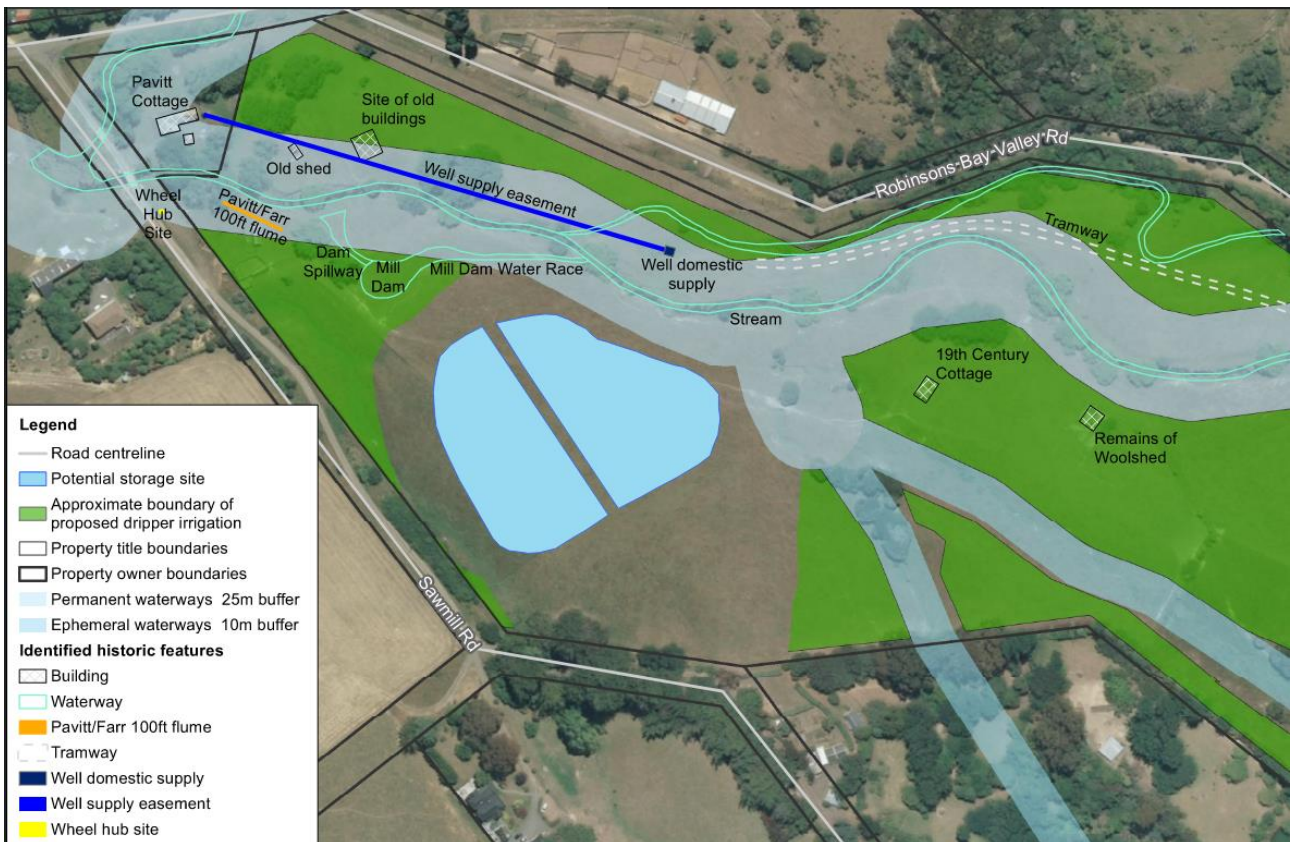 Pavitt
Cottage
Site of old
buildings
Old shed
Well supply easement
Robinsons-Bay-Valley Rd
Wheel
Hub
Site
Pavitt/Farr
100ft flume
Dam
Spillway
Mill
Dam
Mill Dam Water Race
Well domestic
supply
Tramway
Stream
19th Century
Cottage
Remains of
Woolshed
Sawmill Rd
Legend
Road centreline
Potential storage site
Approximate boundary of
proposed dripper irrigation
Property title boundaries
Property owner boundaries
Permanent waterways 25m buffer
Ephemeral waterways 10m buffer
Identified historic features
Building
Waterway
Pavitt/Farr 100ft flume
Tramway
Well domestic supply
Well supply easement
Wheel hub site